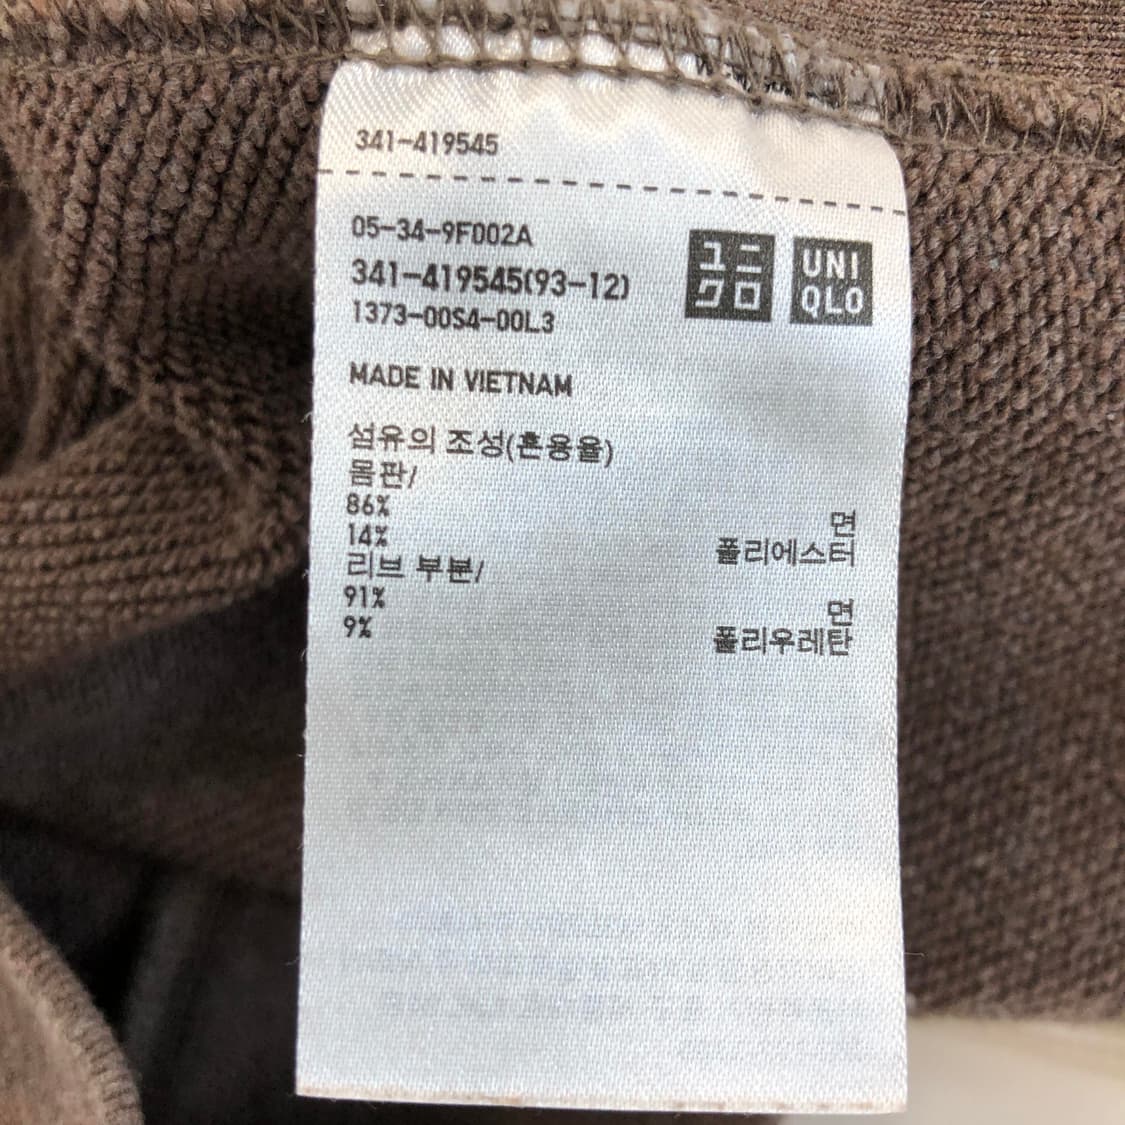 341-419545
05-34-9F002A
341-419545(93-12)
1373-00S4-00L3
ユニ
クロ
UNI
QLO
MADE IN VIETNAM
섬유의 조성(혼용율)
몸판/
86% 면
14% 폴리에스터
리브 부분/
91% 면
9% 폴리우레탄